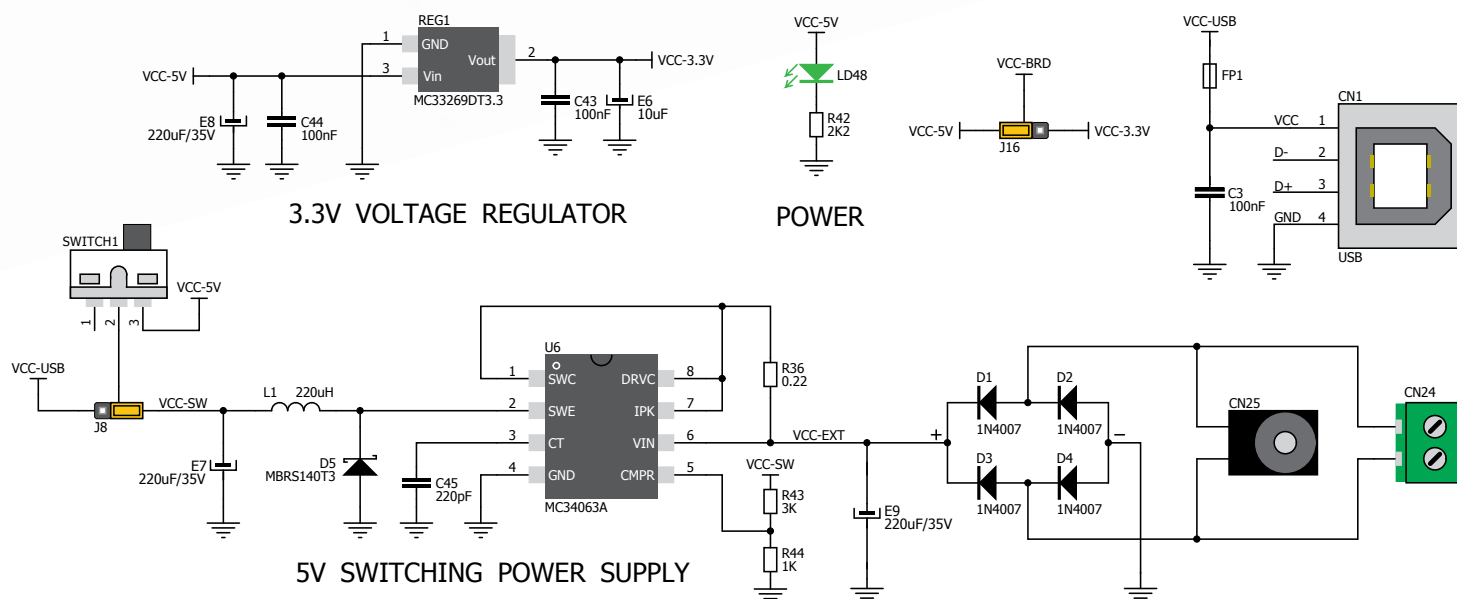 REG1
1
GND
2
Vout
VCC-5V
3
Vin
VCC-3.3V
MC33269DT3.3
E8
220uF/35V
C44
100nF
C43
100nF
E6
10uF
3.3V VOLTAGE REGULATOR
VCC-5V
LD48
R42
2K2
POWER
VCC-BRD
VCC-5V
VCC-3.3V
J16
VCC-USB
FP1
CN1
VCC 1
D- 2
D+ 3
GND 4
C3
100nF
USB
SWITCH1
VCC-5V
1
2
3
VCC-USB
J8
VCC-SW
L1 220uH
E7
220uF/35V
D5
MBRS140T3
C45
220pF
U6
1 SWC DRVC 8
2 SWE IPK 7
3 CT VIN 6
4 GND CMPR 5
MC34063A
R36
0.22
VCC-EXT
VCC-SW
R43
3K
R44
1K
E9
220uF/35V
+
D1
1N4007
D2
1N4007
−
D3
1N4007
D4
1N4007
CN25
CN24
5V SWITCHING POWER SUPPLY